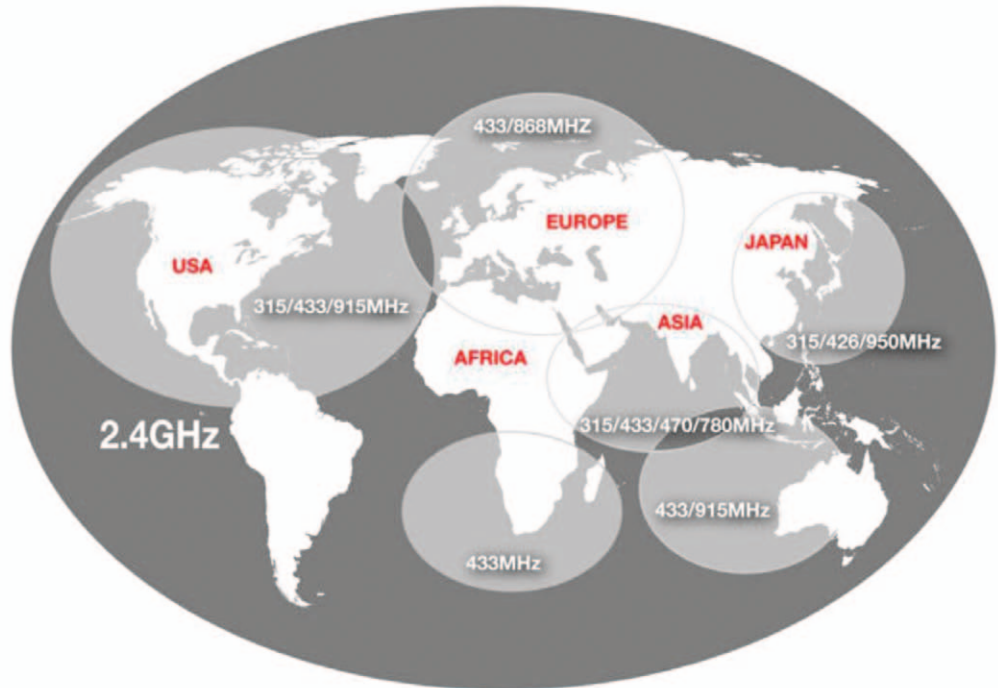 433/868MHZ
EUROPE
JAPAN
USA
315/433/915MHz
ASIA
315/426/950MHz
AFRICA
2.4GHz
315/433/470/780MHz
433/915MHz
433MHz